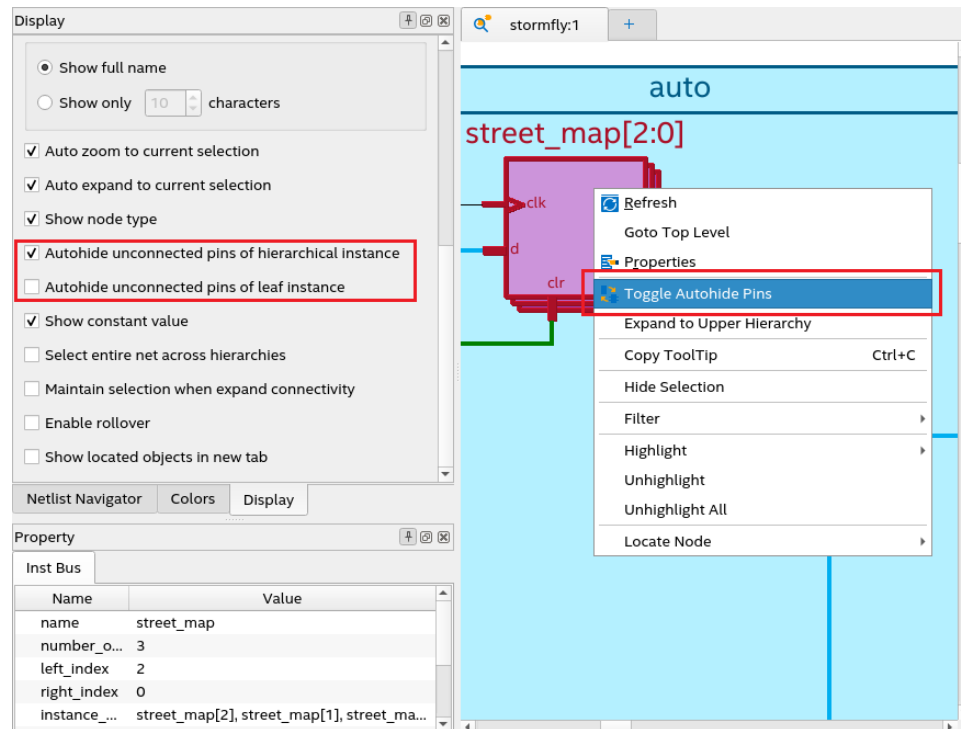 Display
Show full name
Show only 10 characters
Auto zoom to current selection
Auto expand to current selection
Show node type
Autohide unconnected pins of hierarchical instance
Autohide unconnected pins of leaf instance
Show constant value
Select entire net across hierarchies
Maintain selection when expand connectivity
Enable rollover
Show located objects in new tab
Netlist Navigator Colors Display
Property
Inst Bus
Name Value
name street_map
number_o... 3
left_index 2
right_index 0
instance_... street_map[2], street_map[1], street_ma...
stormfly:1 +
auto
street_map[2:0]
clk
d
clr
Refresh
Goto Top Level
Properties
Toggle Autohide Pins
Expand to Upper Hierarchy
Copy ToolTip Ctrl+C
Hide Selection
Filter
Highlight
Unhighlight
Unhighlight All
Locate Node